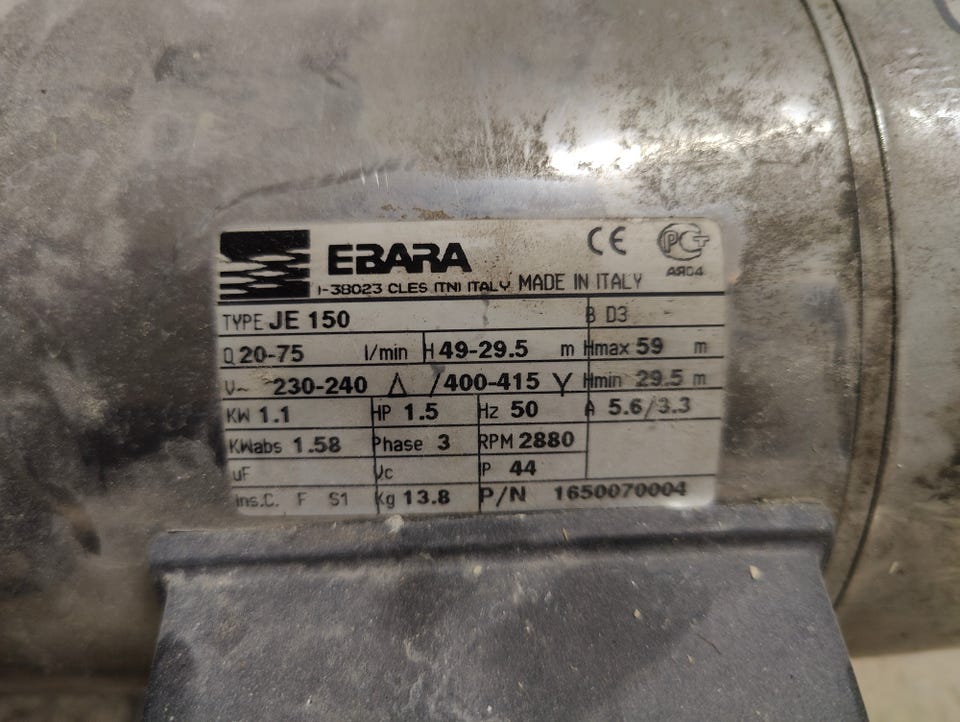 EBARA CE PCT
I-38023 CLES (TN) ITALY MADE IN ITALY АЯ04
TYPE JE 150 B D3
Q 20-75 l/min H 49-29.5 m Hmax 59 m
V~ 230-240 Δ /400-415 Y Hmin 29.5 m
KW 1.1 HP 1.5 Hz 50 A 5.6/3.3
KWabs 1.58 Phase 3 RPM 2880
uF Vc IP 44
ins.C. F S1 Kg 13.8 P/N 1650070004